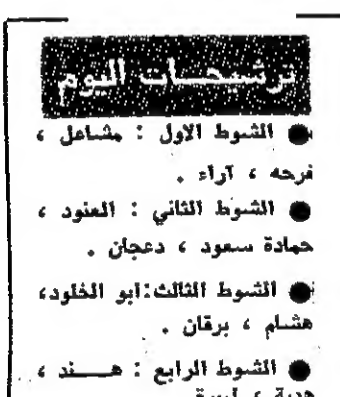 ترشيحات اليوم
● الشوط الاول : مشاعل ،
فرحه ، آراء .
● الشوط الثاني : العنود ،
حمادة سعود ، دعجان .
● الشوط الثالث:ابو الخلود،
هشام ، برقان .
● الشوط الرابع : هـــند ،
هدية ،